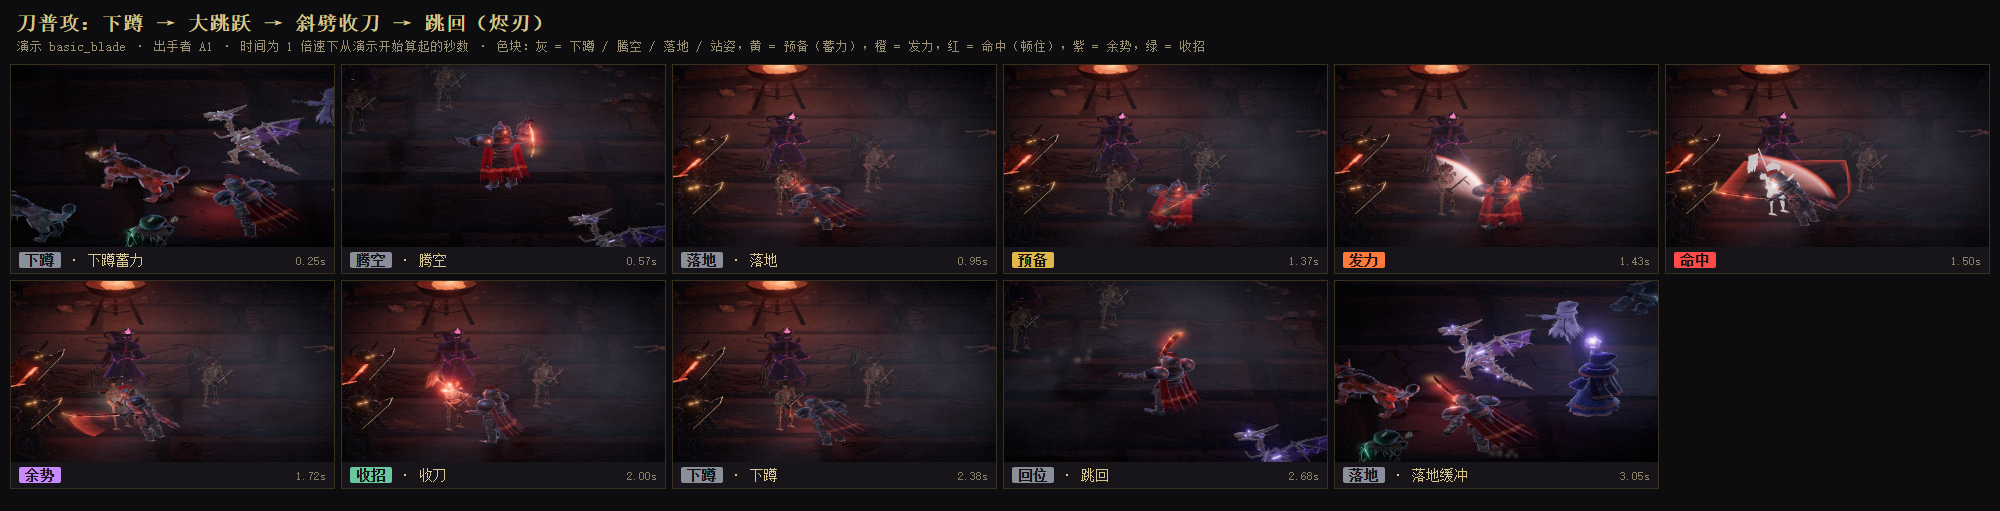 刀普攻：下蹲 → 大跳跃 → 斜劈收刀 → 跳回（烬刃）
演示 basic_blade · 出手者 A1 · 时间为 1 倍速下从演示开始算起的秒数 · 色块：灰 = 下蹲 / 腾空 / 落地 / 站姿，黄 = 预备（蓄力），橙 = 发力，红 = 命中（顿住），紫 = 余势，绿 = 收招
下蹲 · 下蹲蓄力 0.25s
腾空 · 腾空 0.57s
落地 · 落地 0.95s
预备 1.37s
发力 1.43s
命中 1.50s
余势 1.72s
收招 · 收刀 2.00s
下蹲 · 下蹲 2.38s
回位 · 跳回 2.68s
落地 · 落地缓冲 3.05s